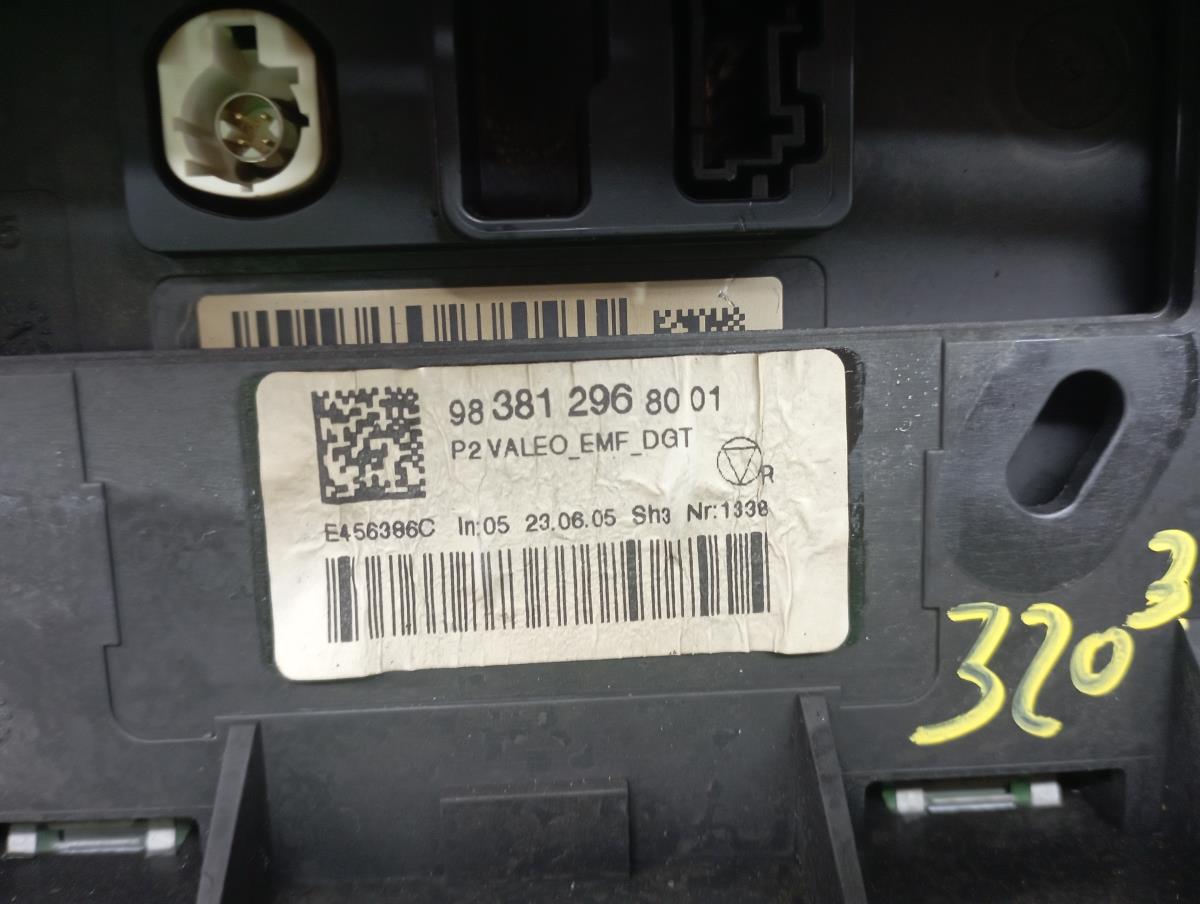 98 381 296 80 01
P2 VALEO_EMF_DGT
R
E456386C In:05 23.06.05 Sh3 Nr:1338
3203